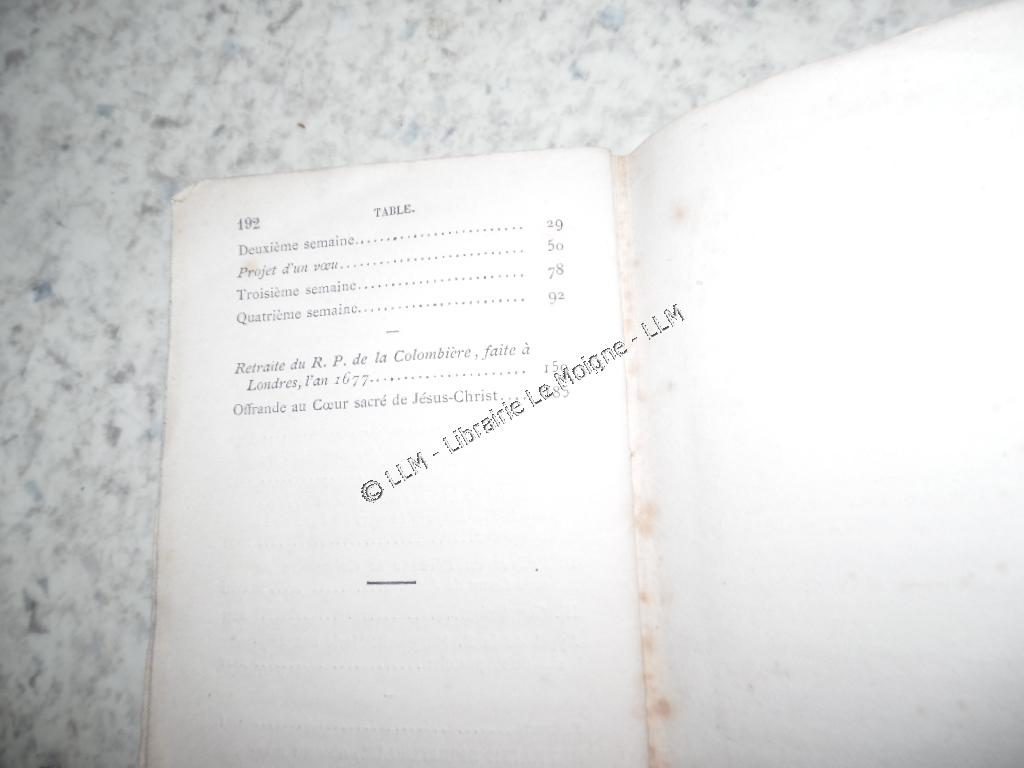 192
TABLE.
Deuxième semaine........................ 29
Projet d'un vœu........................ 50
Troisième semaine........................ 78
Quatrième semaine........................ 92
—
Retraite du R. P. de la Colombière, faite à
Londres, l'an 1677....................
Offrande au Cœur sacré de Jésus-Christ.....
© LLM - Librairie Le Moigne - LLM